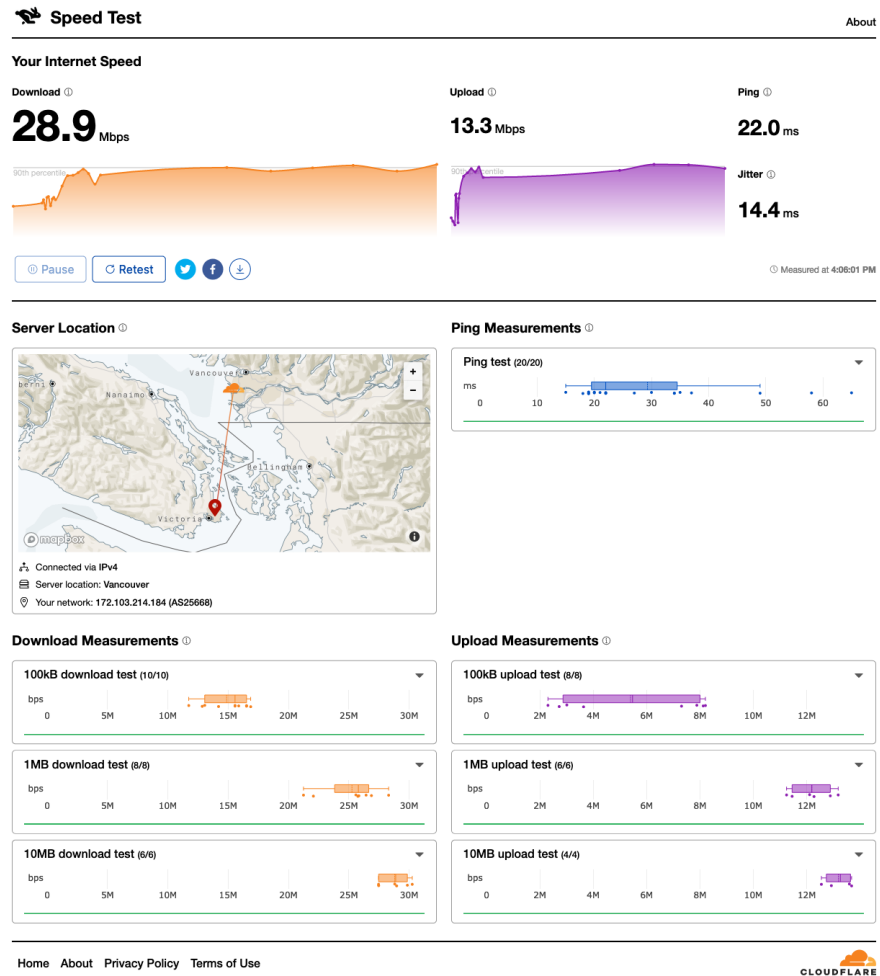 Speed Test
About
Your Internet Speed
Download
28.9 Mbps
90th percentile
Upload
13.3 Mbps
90th percentile
Ping
22.0 ms
Jitter
14.4 ms
Pause
Retest
Measured at 4:06:01 PM
Server Location
Vancouver
berni
Nanaimo
Bellingham
Victoria
mapbox
+
−
Connected via IPv4
Server location: Vancouver
Your network: 172.103.214.184 (AS25668)
Ping Measurements
Ping test (20/20)
ms
0 10 20 30 40 50 60
Download Measurements
100kB download test (10/10)
bps
0 5M 10M 15M 20M 25M 30M
1MB download test (8/8)
bps
0 5M 10M 15M 20M 25M 30M
10MB download test (6/6)
bps
0 5M 10M 15M 20M 25M 30M
Upload Measurements
100kB upload test (8/8)
bps
0 2M 4M 6M 8M 10M 12M
1MB upload test (6/6)
bps
0 2M 4M 6M 8M 10M 12M
10MB upload test (4/4)
bps
0 2M 4M 6M 8M 10M 12M
Home About Privacy Policy Terms of Use
CLOUDFLARE